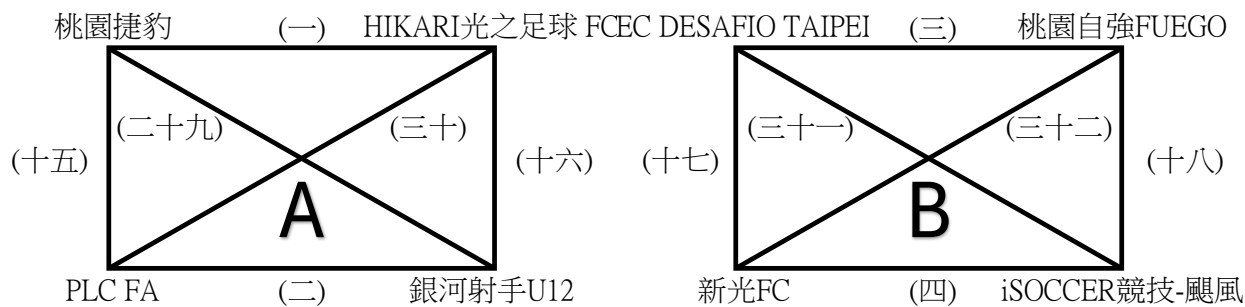 桃園捷豹 (一) HIKARI光之足球 FCEC DESAFIO TAIPEI (三) 桃園自強FUEGO
(二十九) (三十) (三十一) (三十二)
(十五) (十六) (十七) (十八)
A B
PLC FA (二) 銀河射手U12 新光FC (四) iSOCCER競技-颶風